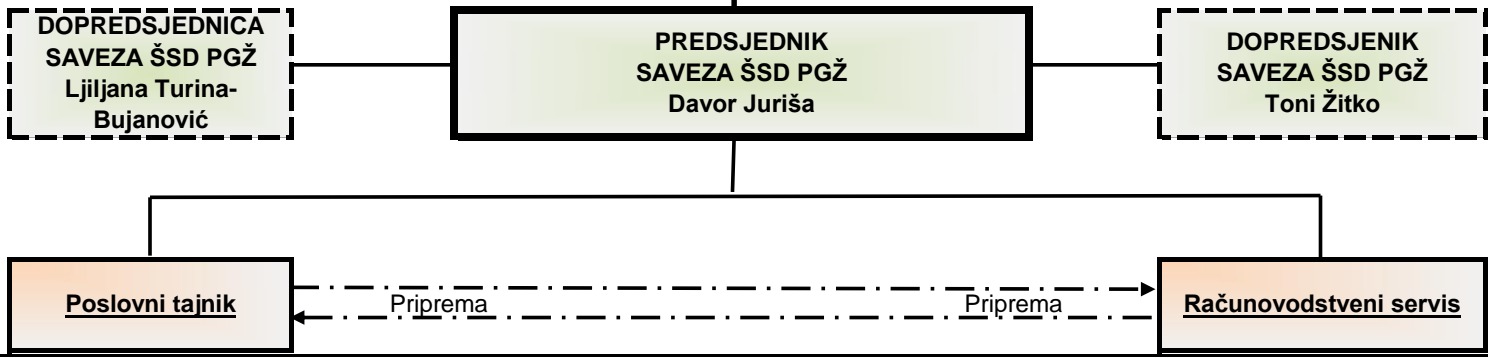 DOPREDSJEDNICA
SAVEZA ŠSD PGŽ
Ljiljana Turina-
Bujanović
PREDSJEDNIK
SAVEZA ŠSD PGŽ
Davor Juriša
DOPREDSJENIK
SAVEZA ŠSD PGŽ
Toni Žitko
Poslovni tajnik
Priprema
Priprema
Računovodstveni servis